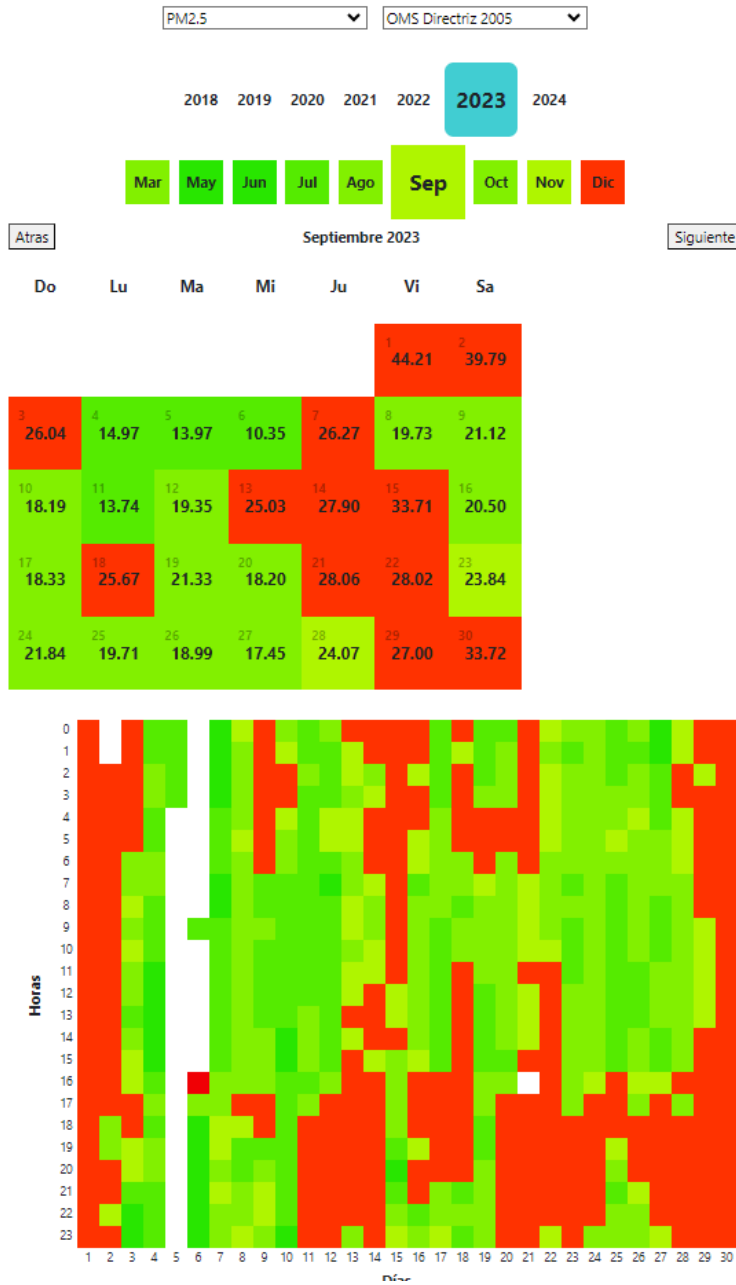 PM2.5 OMS Directriz 2005
2018 2019 2020 2021 2022 2023 2024
Mar May Jun Jul Ago Sep Oct Nov Dic
Atras Septiembre 2023 Siguiente
Do Lu Ma Mi Ju Vi Sa
1 2
44.21 39.79
3 4 5 6 7 8 9
26.04 14.97 13.97 10.35 26.27 19.73 21.12
10 11 12 13 14 15 16
18.19 13.74 19.35 25.03 27.90 33.71 20.50
17 18 19 20 21 22 23
18.33 25.67 21.33 18.20 28.06 28.02 23.84
24 25 26 27 28 29 30
21.84 19.71 18.99 17.45 24.07 27.00 33.72
Horas
0
1
2
3
4
5
6
7
8
9
10
11
12
13
14
15
16
17
18
19
20
21
22
23
1 2 3 4 5 6 7 8 9 10 11 12 13 14 15 16 17 18 19 20 21 22 23 24 25 26 27 28 29 30
Días